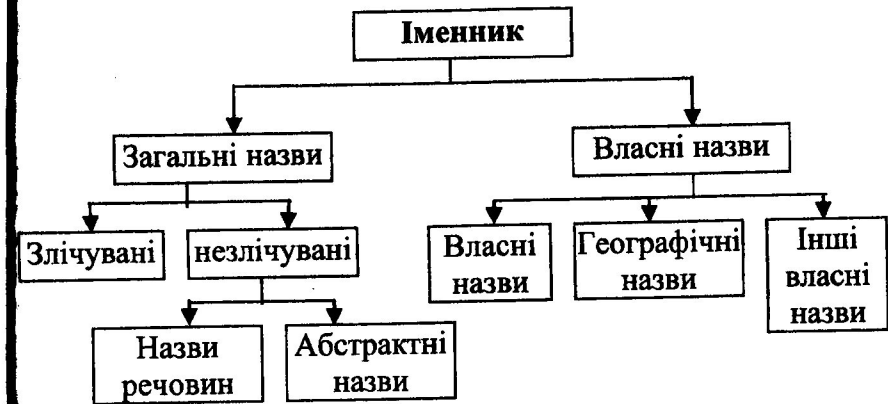 Іменник
Загальні назви
Власні назви
Злічувані
незлічувані
Власні
назви
Географічні
назви
Інші
власні
назви
Назви
речовин
Абстрактні
назви